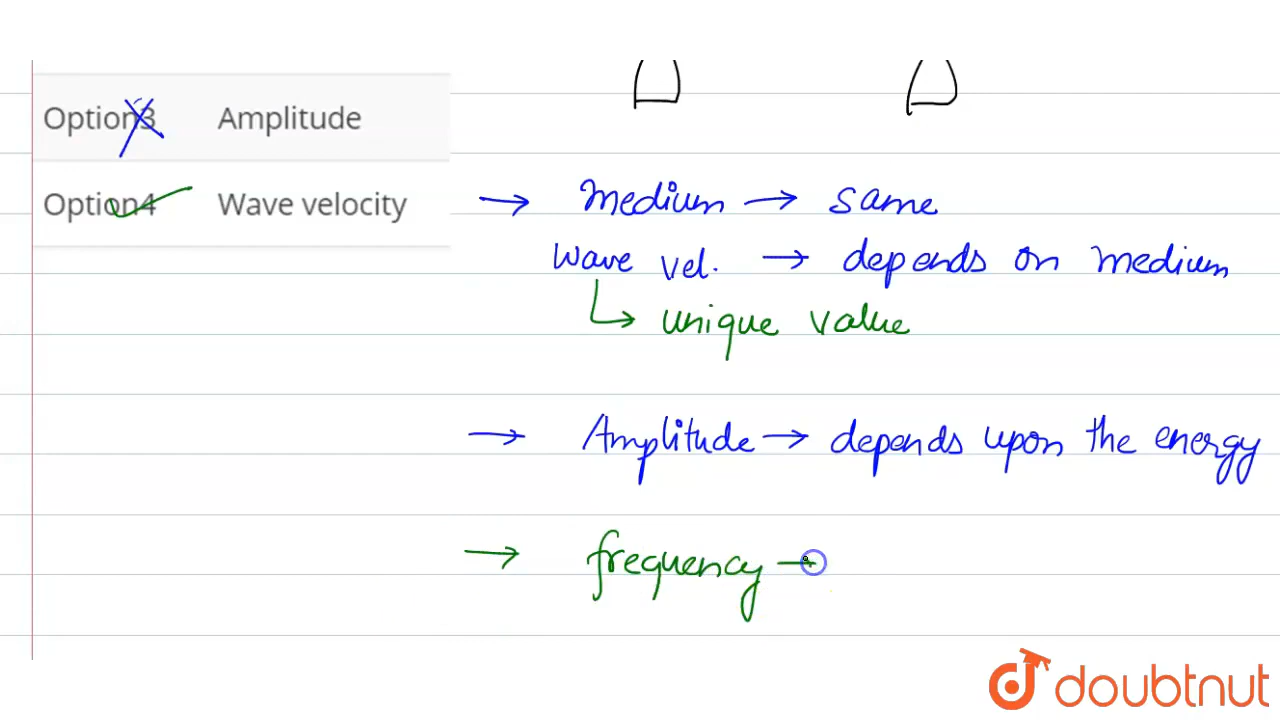 Option3 Amplitude
Option4 Wave velocity → Medium → same
Wave vel. → depends on medium
↳ unique value
→ Amplitude → depends upon the energy
→ frequency →
doubtnut